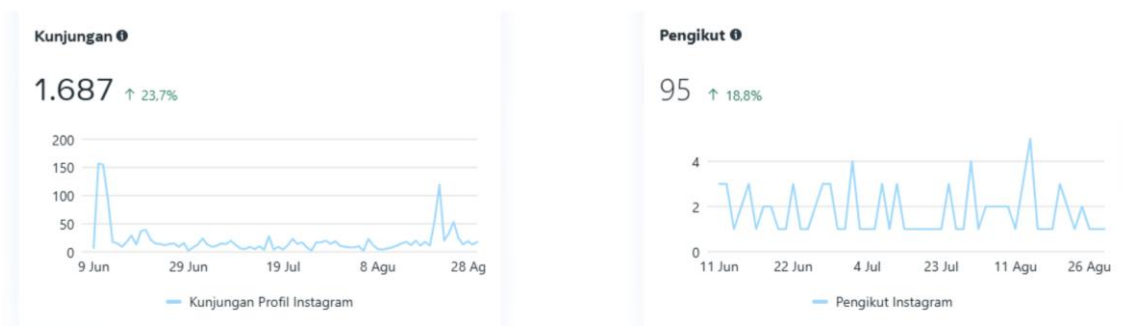 Kunjungan
1.687 ↑ 23,7%
200
150
100
50
0
9 Jun 29 Jun 19 Jul 8 Agu 28 Ag
Kunjungan Profil Instagram
Pengikut
95 ↑ 18,8%
4
2
0
11 Jun 22 Jun 4 Jul 23 Jul 11 Agu 26 Agu
Pengikut Instagram